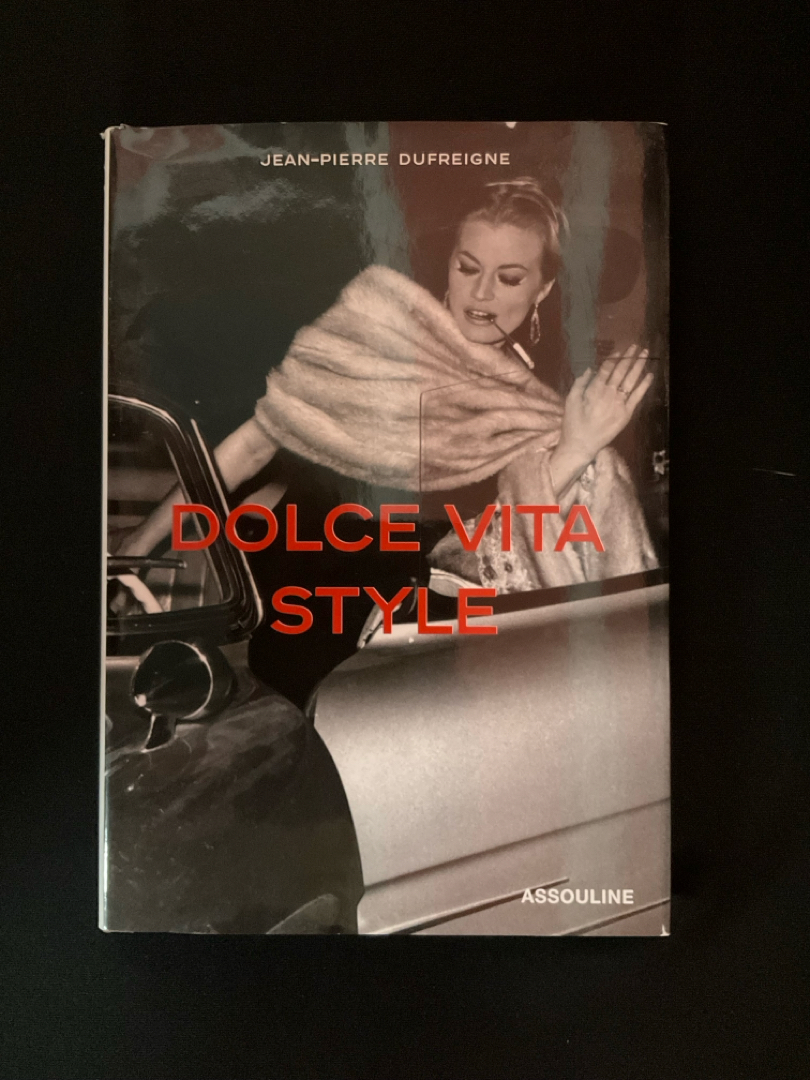 JEAN-PIERRE DUFREIGNE
DOLCE VITA
STYLE
ASSOULINE